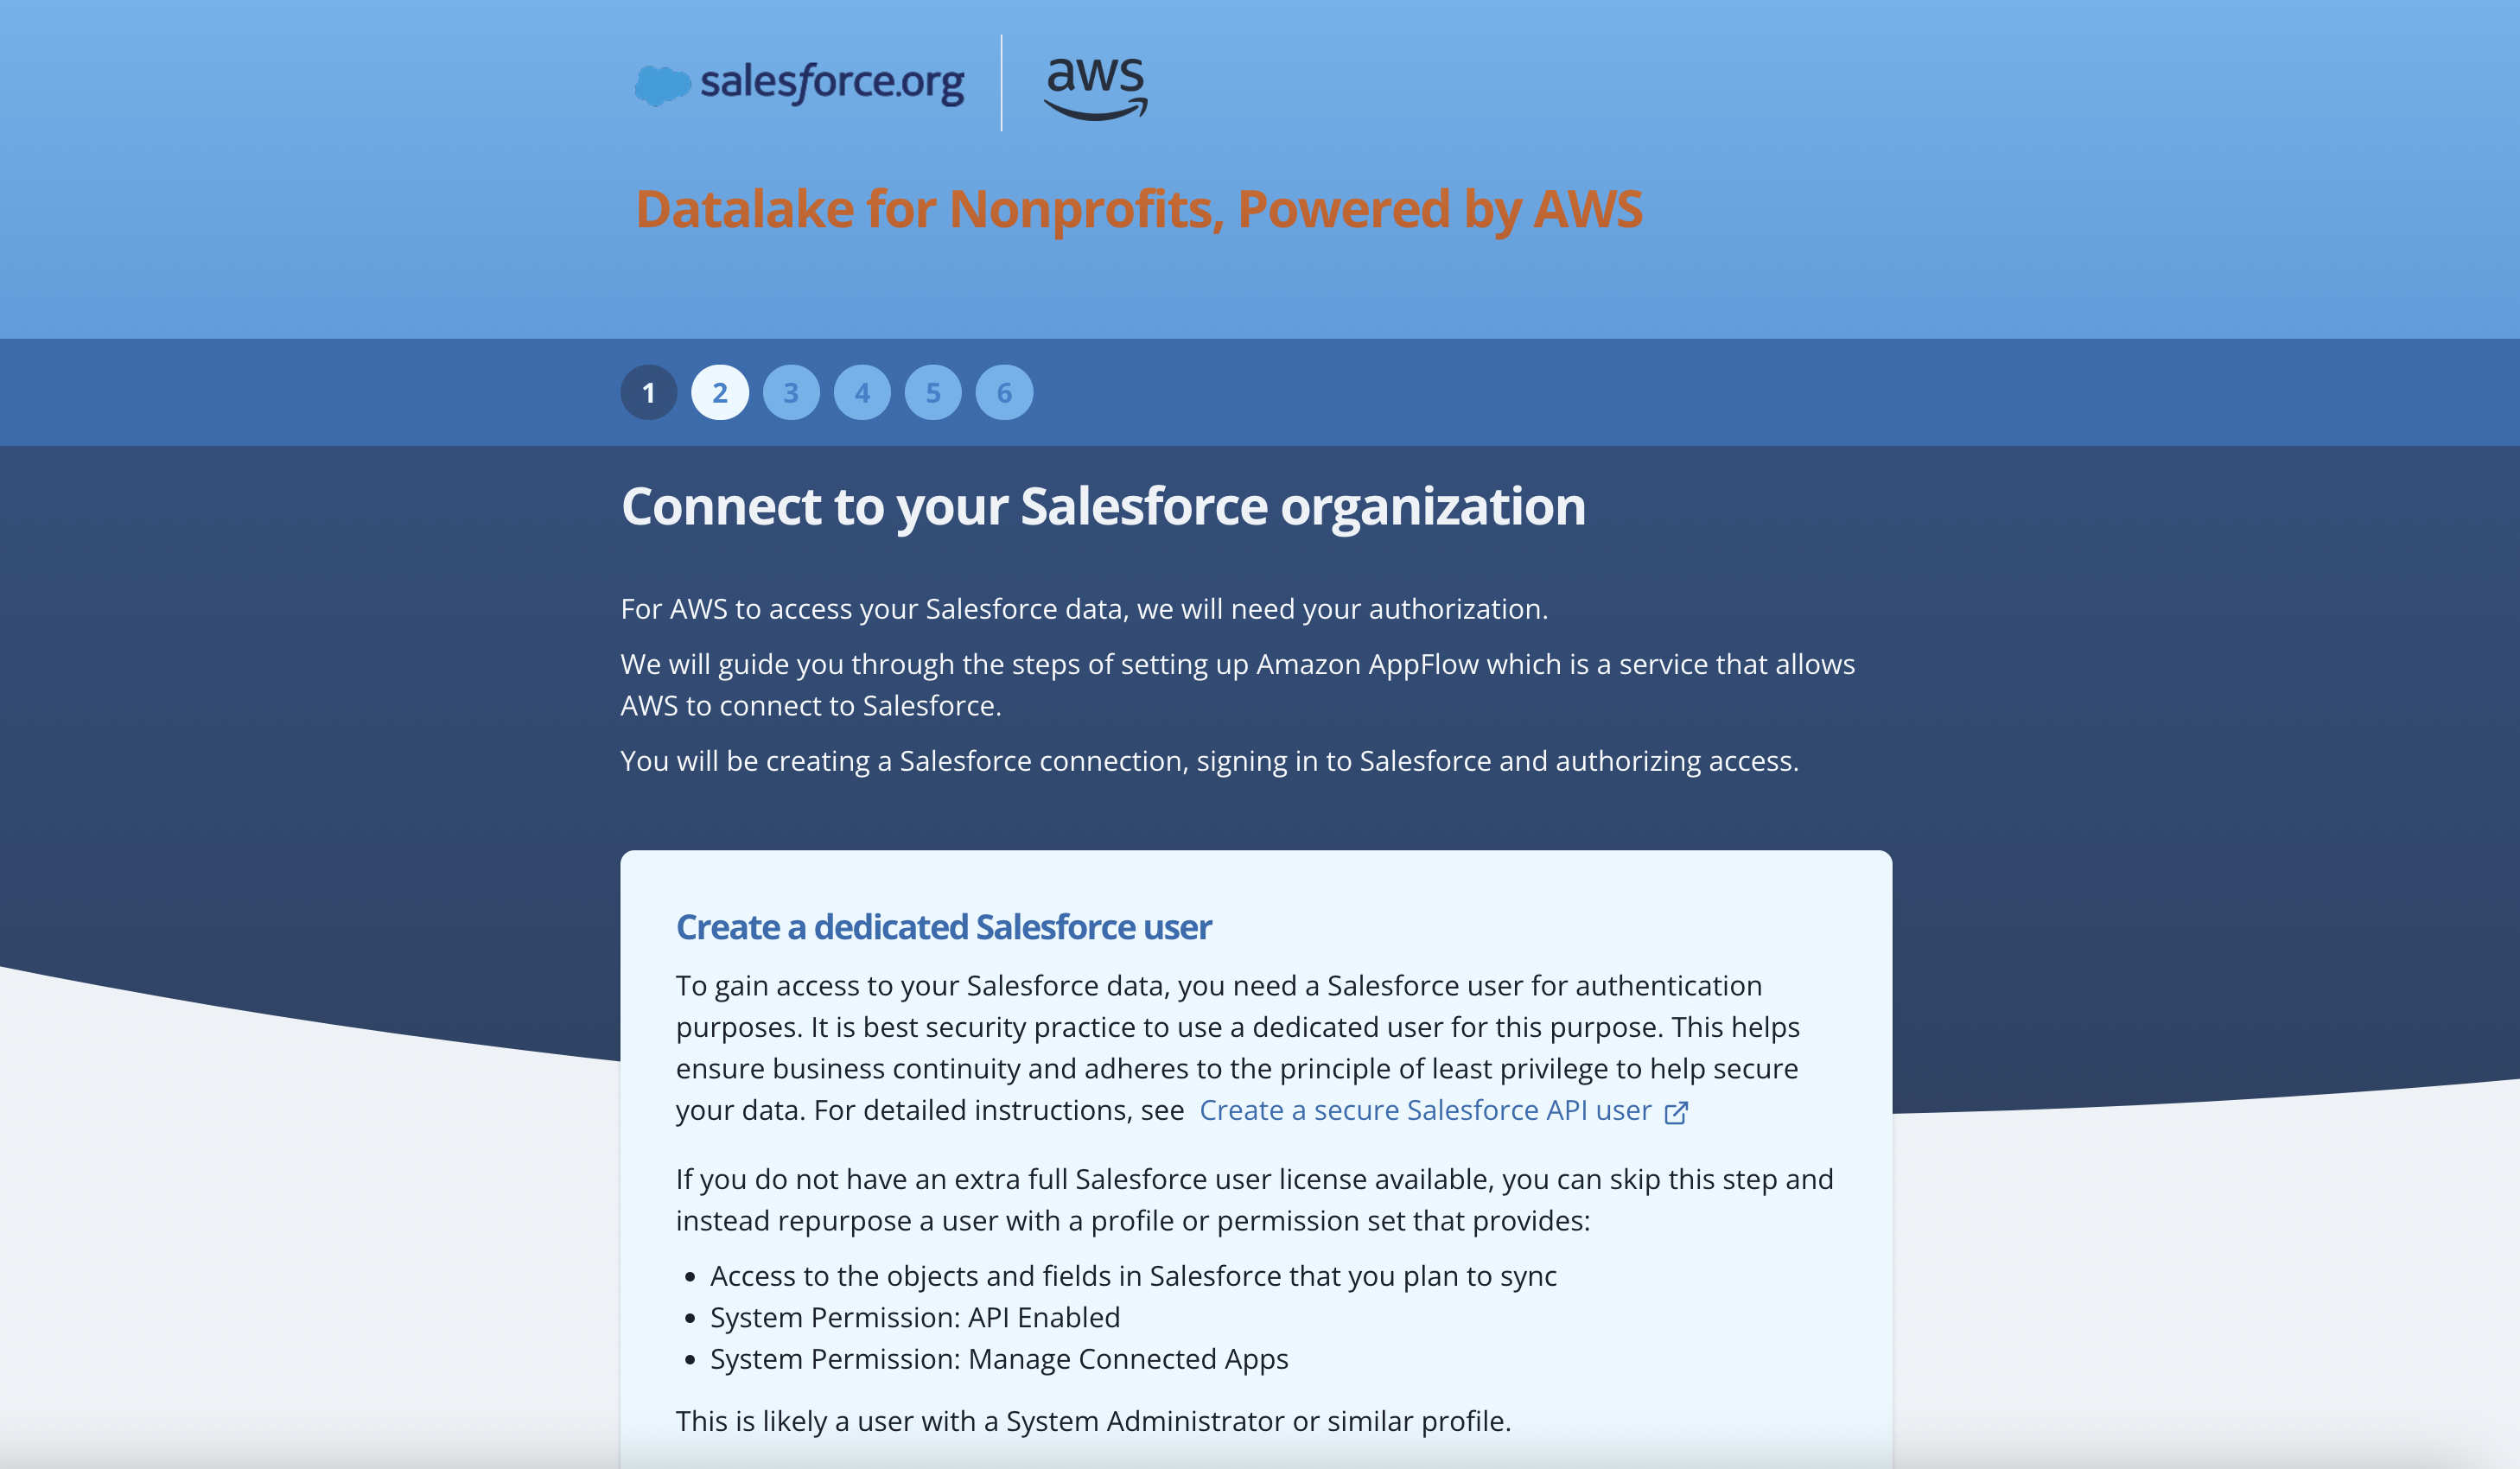 salesforce.org
aws
Datalake for Nonprofits, Powered by AWS
1 2 3 4 5 6
Connect to your Salesforce organization
For AWS to access your Salesforce data, we will need your authorization.
We will guide you through the steps of setting up Amazon AppFlow which is a service that allows
AWS to connect to Salesforce.
You will be creating a Salesforce connection, signing in to Salesforce and authorizing access.
Create a dedicated Salesforce user
To gain access to your Salesforce data, you need a Salesforce user for authentication
purposes. It is best security practice to use a dedicated user for this purpose. This helps
ensure business continuity and adheres to the principle of least privilege to help secure
your data. For detailed instructions, see Create a secure Salesforce API user
If you do not have an extra full Salesforce user license available, you can skip this step and
instead repurpose a user with a profile or permission set that provides:
• Access to the objects and fields in Salesforce that you plan to sync
• System Permission: API Enabled
• System Permission: Manage Connected Apps
This is likely a user with a System Administrator or similar profile.